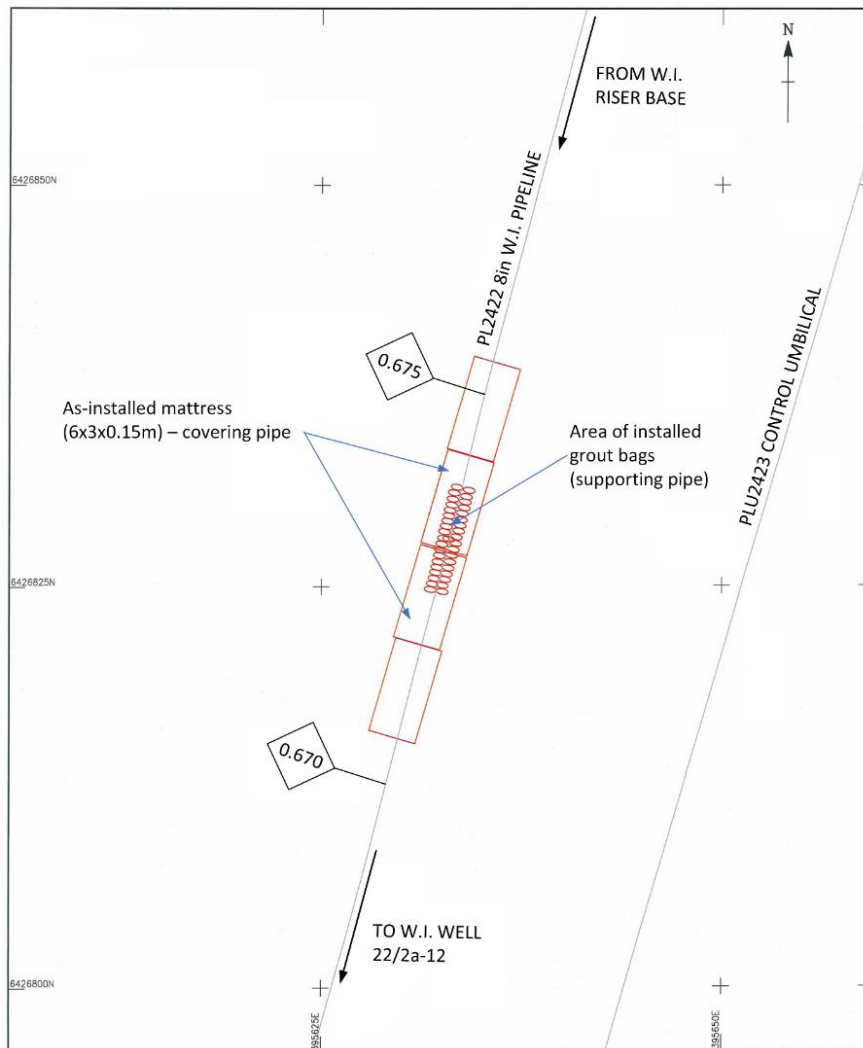 N
FROM W.I.
RISER BASE
6426850N
PL2422 8in W.I. PIPELINE
PLU2423 CONTROL UMBILICAL
0.675
As-installed mattress
(6x3x0.15m) – covering pipe
Area of installed
grout bags
(supporting pipe)
6426825N
0.670
TO W.I. WELL
22/2a-12
6426800N
395625E
395650E